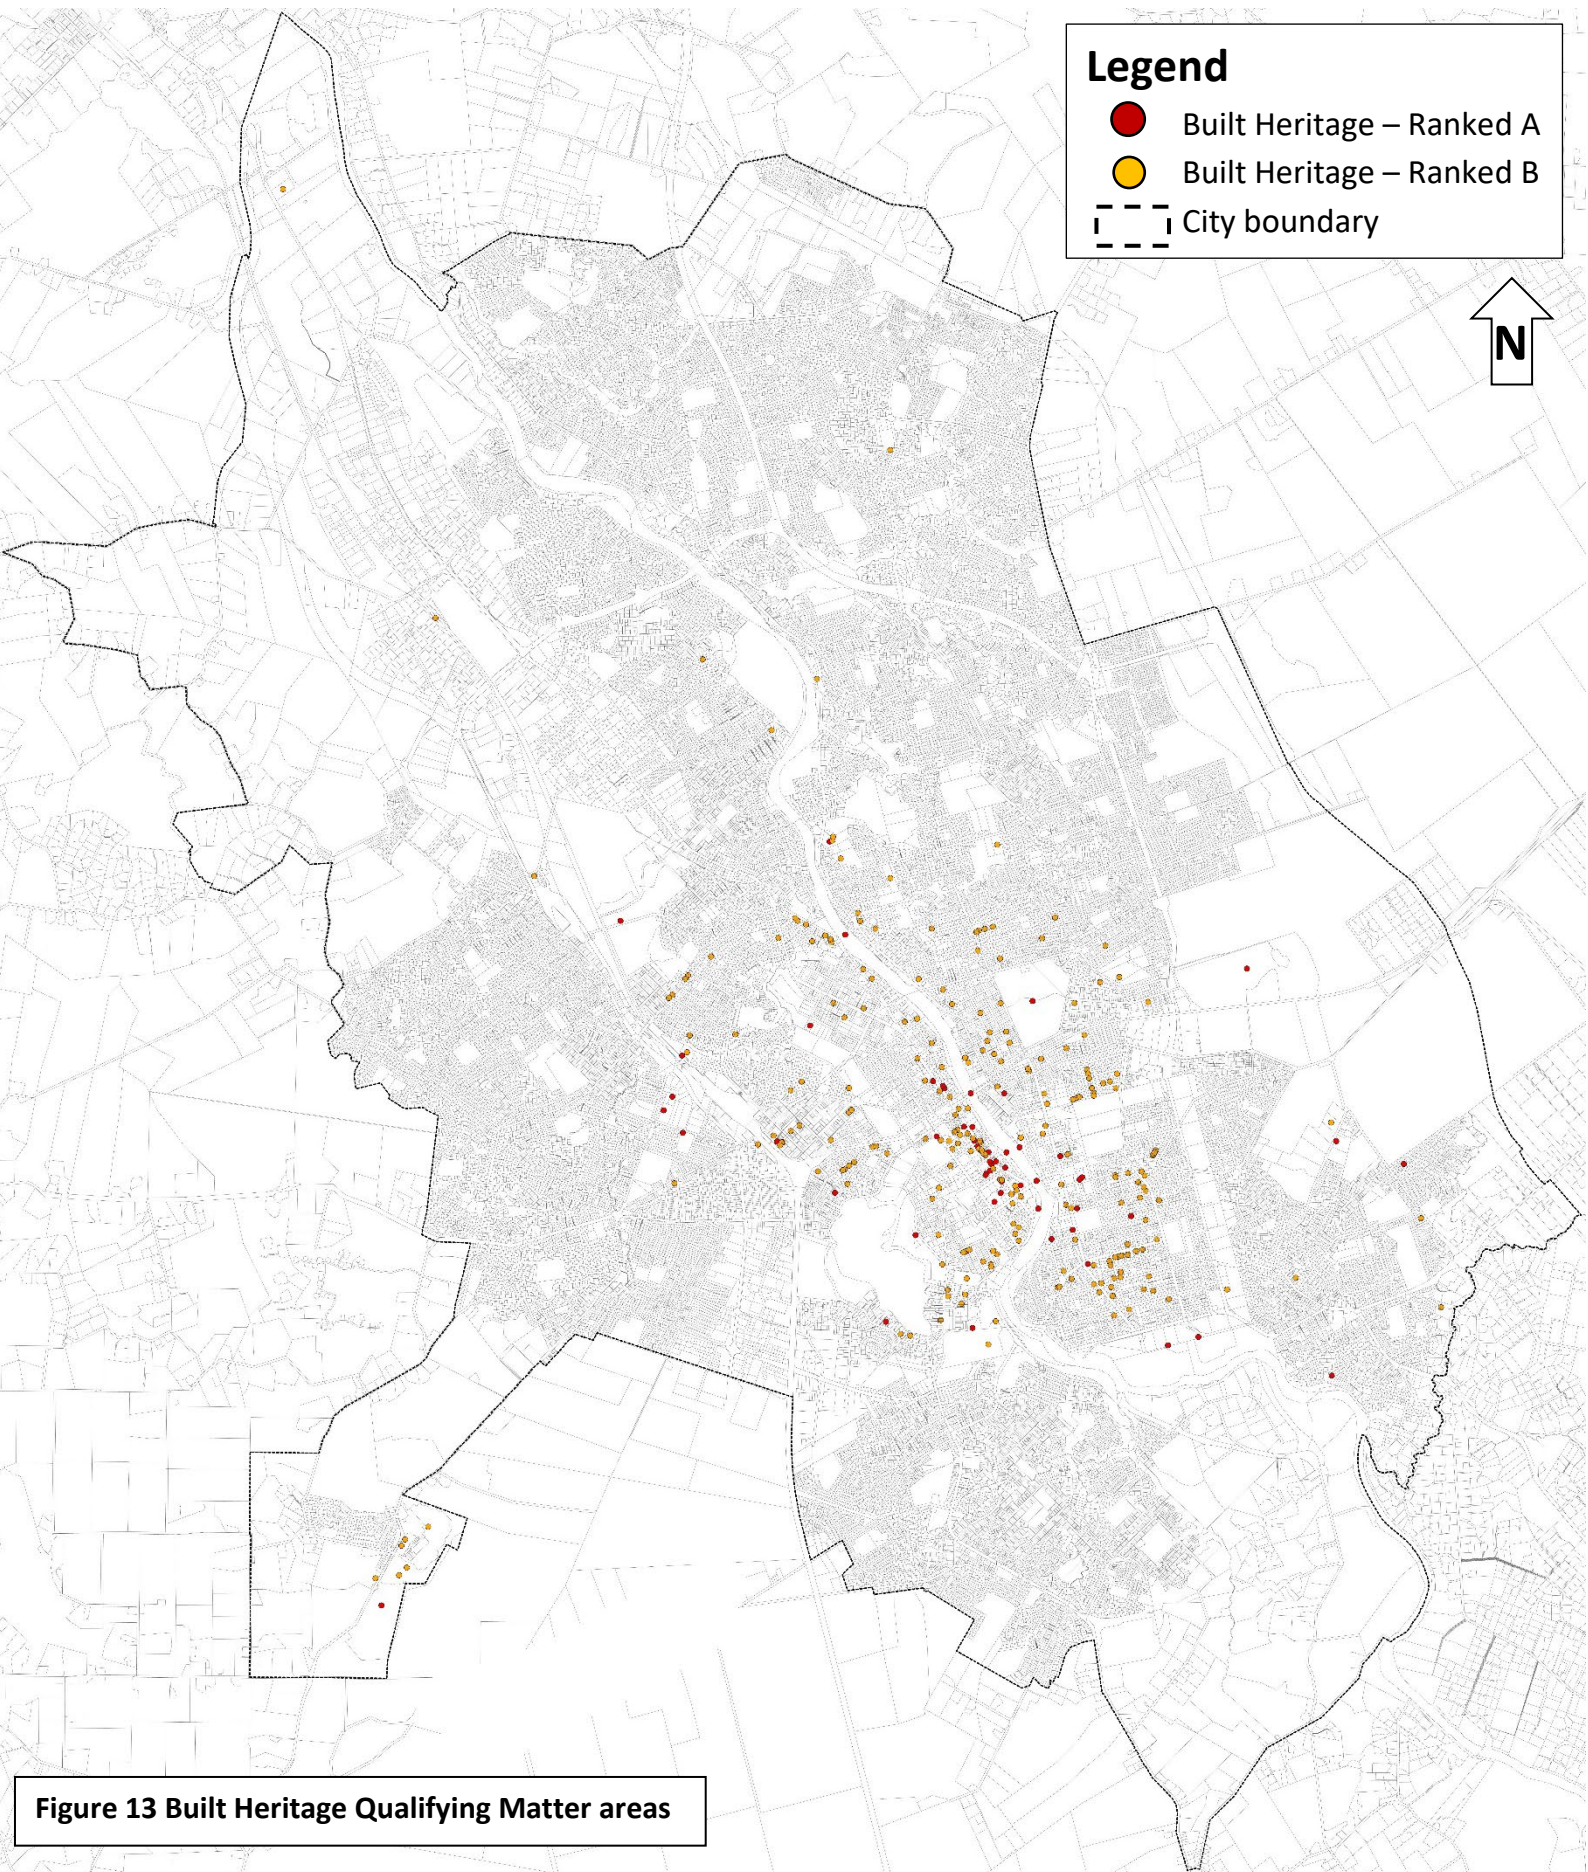 Legend
Built Heritage – Ranked A
Built Heritage – Ranked B
City boundary
N
Figure 13 Built Heritage Qualifying Matter areas